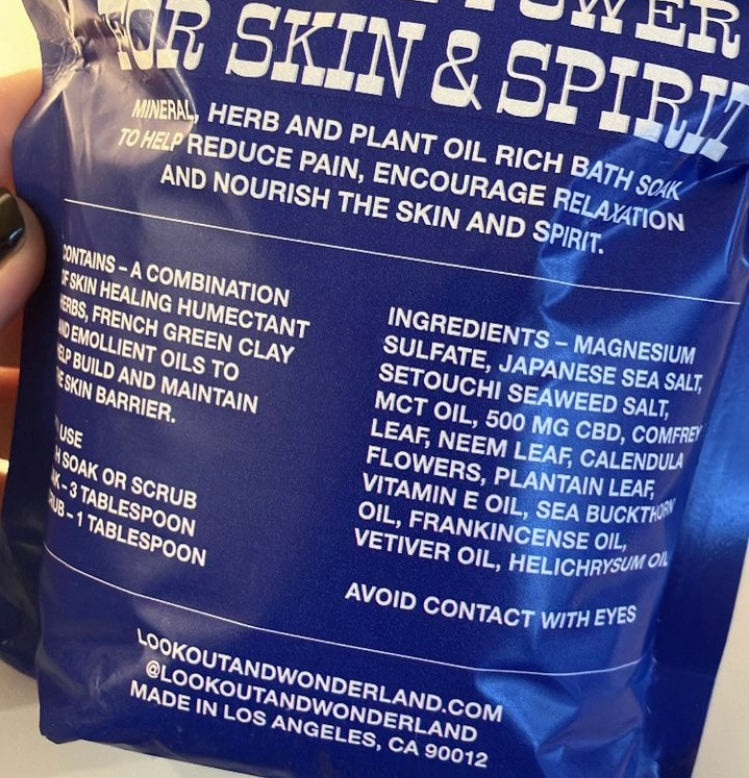 FOR SKIN & SPIRIT
MINERAL, HERB AND PLANT OIL RICH BATH SOAK
TO HELP REDUCE PAIN, ENCOURAGE RELAXATION
AND NOURISH THE SKIN AND SPIRIT.
CONTAINS – A COMBINATION
OF SKIN HEALING HUMECTANT
HERBS, FRENCH GREEN CLAY
AND EMOLLIENT OILS TO
HELP BUILD AND MAINTAIN
SKIN BARRIER.
USE
SOAK OR SCRUB
– 3 TABLESPOON
– 1 TABLESPOON
INGREDIENTS – MAGNESIUM
SULFATE, JAPANESE SEA SALT,
SETOUCHI SEAWEED SALT,
MCT OIL, 500 MG CBD, COMFREY
LEAF, NEEM LEAF, CALENDULA
FLOWERS, PLANTAIN LEAF,
VITAMIN E OIL, SEA BUCKTHORN
OIL, FRANKINCENSE OIL,
VETIVER OIL, HELICHRYSUM OIL
AVOID CONTACT WITH EYES
LOOKOUTANDWONDERLAND.COM
@LOOKOUTANDWONDERLAND
MADE IN LOS ANGELES, CA 90012